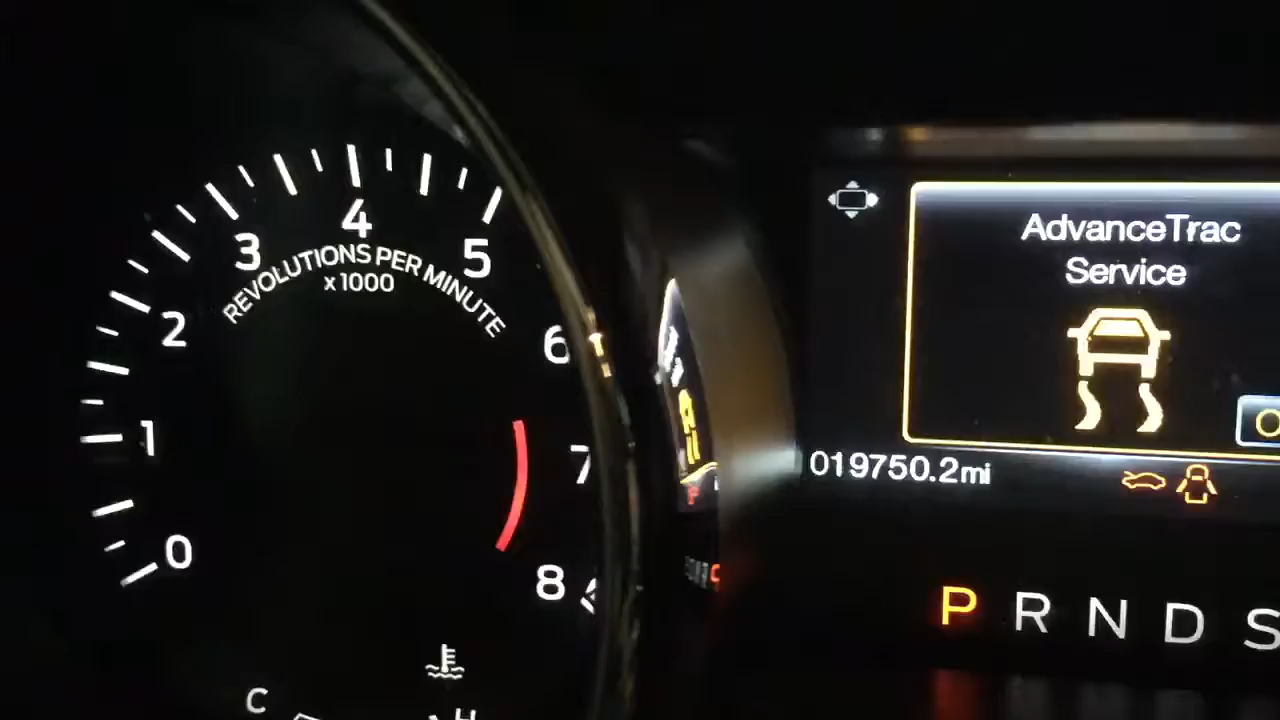 4
3
5
REVOLUTIONS PER MINUTE
x1000
2
6
1
7
0
8
C
H
AdvanceTrac
Service
O
019750.2mi
P R N D S